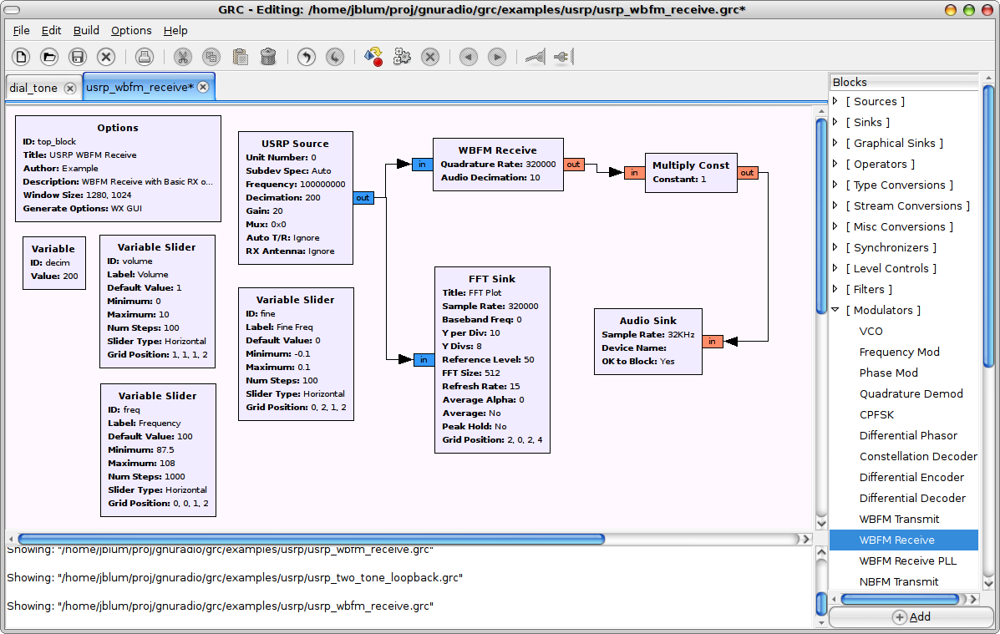 GRC - Editing: /home/jblum/proj/gnuradio/grc/examples/usrp/usrp_wbfm_receive.grc*
File Edit Build Options Help
dial_tone
usrp_wbfm_receive*
Options
ID: top_block
Title: USRP WBFM Receive
Author: Example
Description: WBFM Receive with Basic RX o...
Window Size: 1280, 1024
Generate Options: WX GUI
Variable
ID: decim
Value: 200
Variable Slider
ID: volume
Label: Volume
Default Value: 1
Minimum: 0
Maximum: 10
Num Steps: 100
Slider Type: Horizontal
Grid Position: 1, 1, 1, 2
Variable Slider
ID: freq
Label: Frequency
Default Value: 100
Minimum: 87.5
Maximum: 108
Num Steps: 1000
Slider Type: Horizontal
Grid Position: 0, 0, 1, 2
USRP Source
Unit Number: 0
Subdev Spec: Auto
Frequency: 100000000
Decimation: 200
Gain: 20
Mux: 0x0
Auto T/R: Ignore
RX Antenna: Ignore
out
Variable Slider
ID: fine
Label: Fine Freq
Default Value: 0
Minimum: -0.1
Maximum: 0.1
Num Steps: 100
Slider Type: Horizontal
Grid Position: 0, 2, 1, 2
in
WBFM Receive
Quadrature Rate: 320000
Audio Decimation: 10
out
in
FFT Sink
Title: FFT Plot
Sample Rate: 320000
Baseband Freq: 0
Y per Div: 10
Y Divs: 8
Reference Level: 50
FFT Size: 512
Refresh Rate: 15
Average Alpha: 0
Average: No
Peak Hold: No
Grid Position: 2, 0, 2, 4
in
Multiply Const
Constant: 1
out
Audio Sink
Sample Rate: 32KHz
Device Name:
OK to Block: Yes
in
Showing: "/home/jblum/proj/gnuradio/grc/examples/usrp/usrp_wbfm_receive.grc"
Showing: "/home/jblum/proj/gnuradio/grc/examples/usrp/usrp_two_tone_loopback.grc"
Showing: "/home/jblum/proj/gnuradio/grc/examples/usrp/usrp_wbfm_receive.grc"
Blocks
[ Sources ]
[ Sinks ]
[ Graphical Sinks ]
[ Operators ]
[ Type Conversions ]
[ Stream Conversions ]
[ Misc Conversions ]
[ Synchronizers ]
[ Level Controls ]
[ Filters ]
[ Modulators ]
VCO
Frequency Mod
Phase Mod
Quadrature Demod
CPFSK
Differential Phasor
Constellation Decoder
Differential Encoder
Differential Decoder
WBFM Transmit
WBFM Receive
WBFM Receive PLL
NBFM Transmit
Add